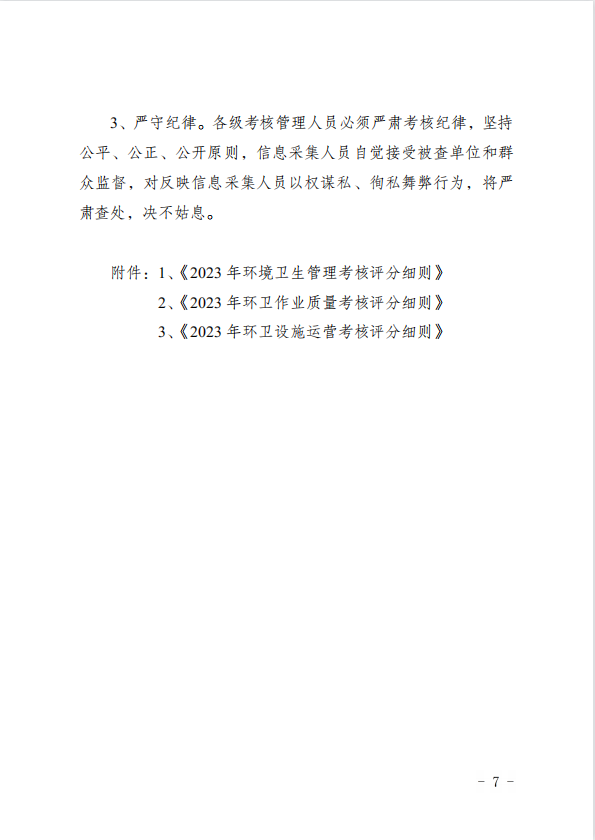 3、严守纪律。各级考核管理人员必须严肃考核纪律，坚持
公平、公正、公开原则，信息采集人员自觉接受被查单位和群
众监督，对反映信息采集人员以权谋私、徇私舞弊行为，将严
肃查处，决不姑息。
附件：1、《2023 年环境卫生管理考核评分细则》
2、《2023 年环卫作业质量考核评分细则》
3、《2023 年环卫设施运营考核评分细则》
- 7 -